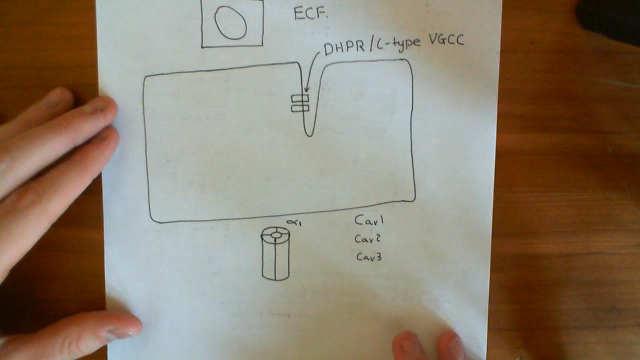 ECF.
DHPR/L-type VGCC
α1
Cav1
Cav2
Cav3